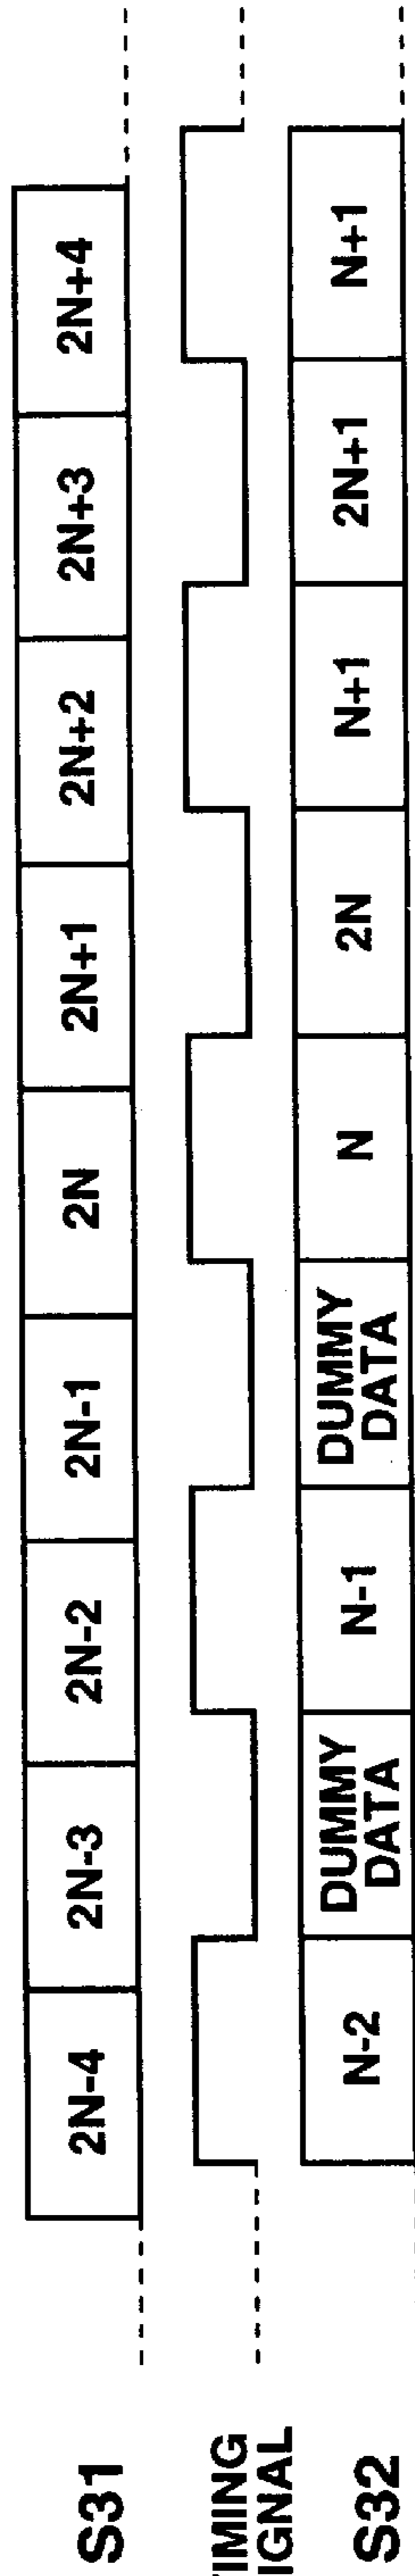 S31
2N-4
2N-3
2N-2
2N-1
2N
2N+1
2N+2
2N+3
2N+4
TIMING
IGNAL
S32
N-2
DUMMY
DATA
N-1
DUMMY
DATA
N
2N
N+1
2N+1
N+1